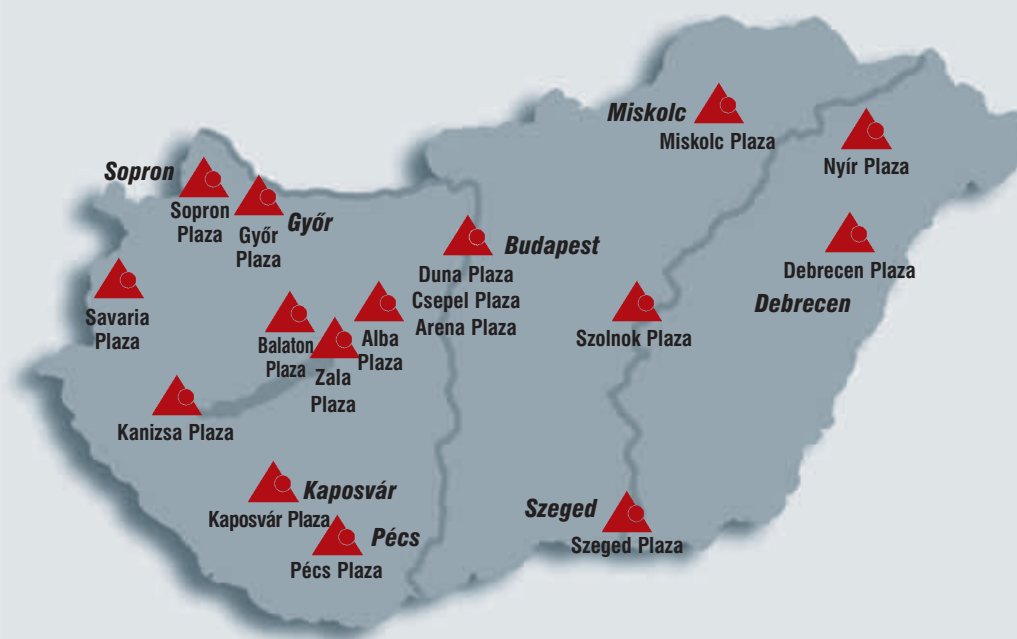 Miskolc
Miskolc Plaza
Nyír Plaza
Sopron
Sopron
Plaza
Győr
Győr
Plaza
Budapest
Duna Plaza
Csepel Plaza
Arena Plaza
Debrecen Plaza
Debrecen
Savaria
Plaza
Balaton
Plaza
Zala
Plaza
Alba
Plaza
Szolnok Plaza
Kanizsa Plaza
Kaposvár
Kaposvár Plaza
Pécs
Pécs Plaza
Szeged
Szeged Plaza